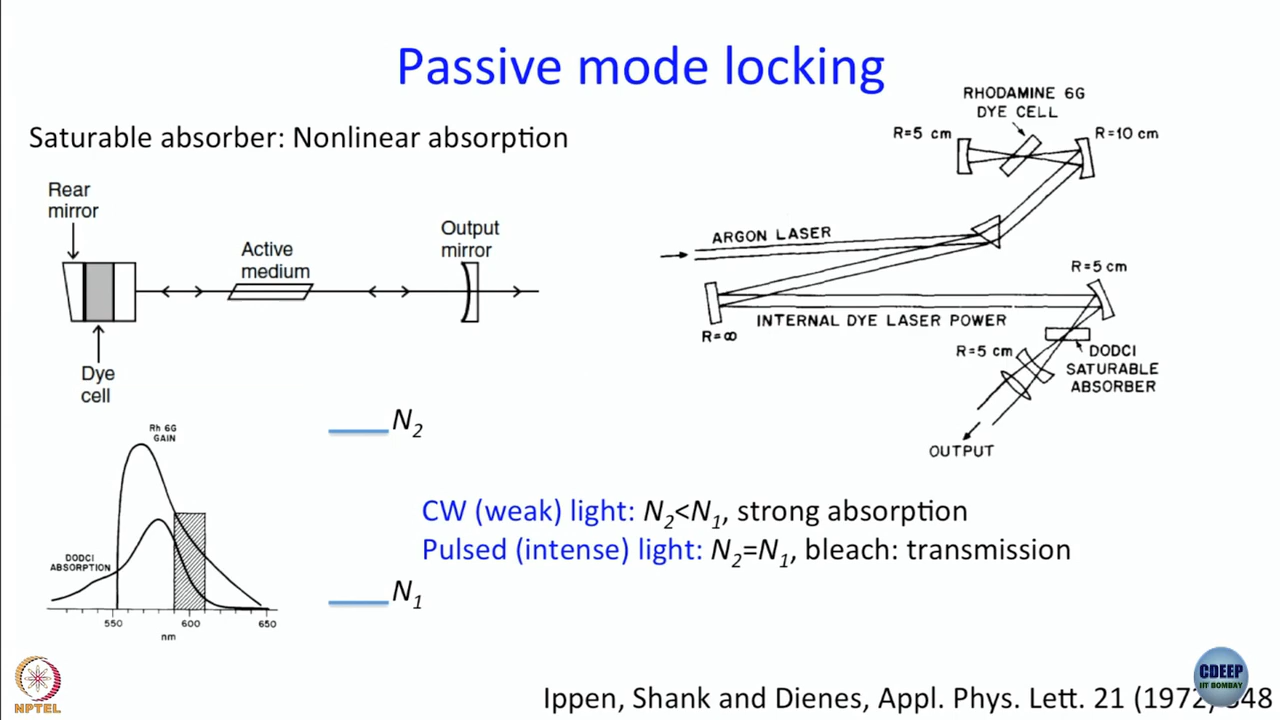 Passive mode locking
Saturable absorber: Nonlinear absorption
Rear
mirror
Active
medium
Output
mirror
Dye
cell
RHODAMINE 6G
DYE CELL
R=5 cm
R=10 cm
ARGON LASER
R=5 cm
R=∞
INTERNAL DYE LASER POWER
R=5 cm
DODCI
SATURABLE
ABSORBER
OUTPUT
Rh 6G
GAIN
DODCI
ABSORPTION
550 600 650
nm
N2
N1
CW (weak) light: N2<N1, strong absorption
Pulsed (intense) light: N2=N1, bleach: transmission
NPTEL
CDEEP
IIT BOMBAY
Ippen, Shank and Dienes, Appl. Phys. Lett. 21 (1972) 348